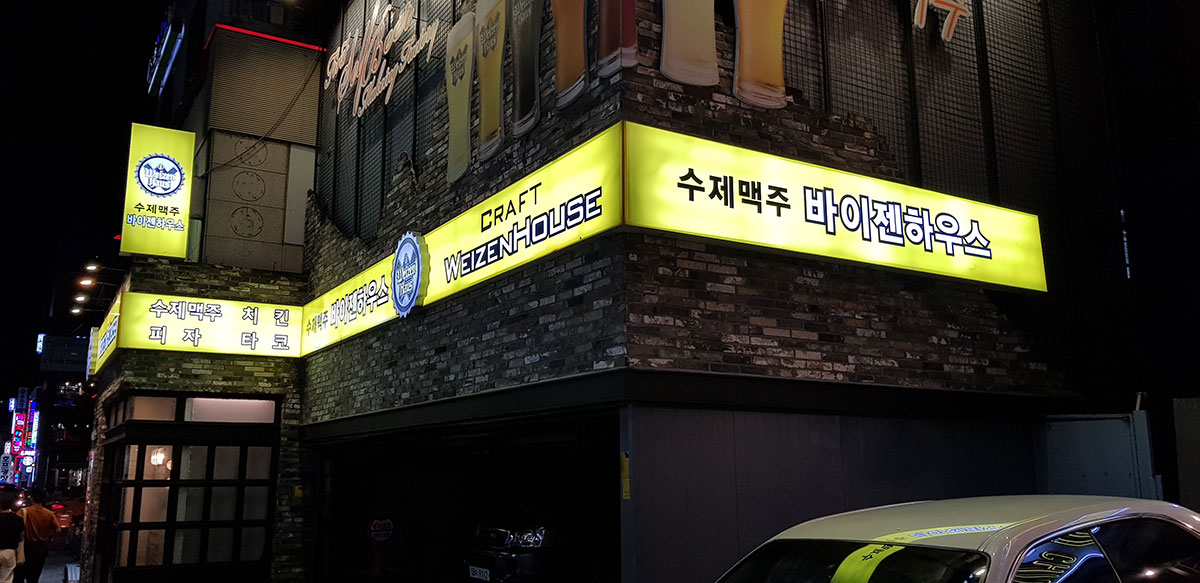 수제맥주
바이젠하우스
수제맥주 치킨
피자 타코
수제맥주 바이젠하우스
CRAFT
WEIZENHOUSE
수제맥주 바이젠하우스